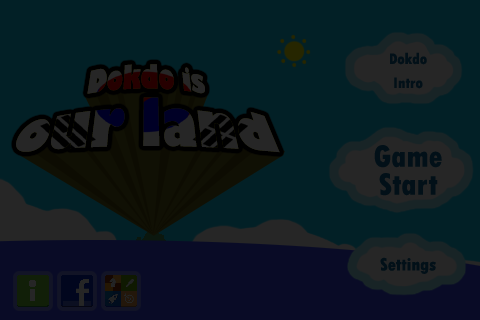 Dokdo is
our land
Dokdo
Intro
Game
Start
Settings
i
f